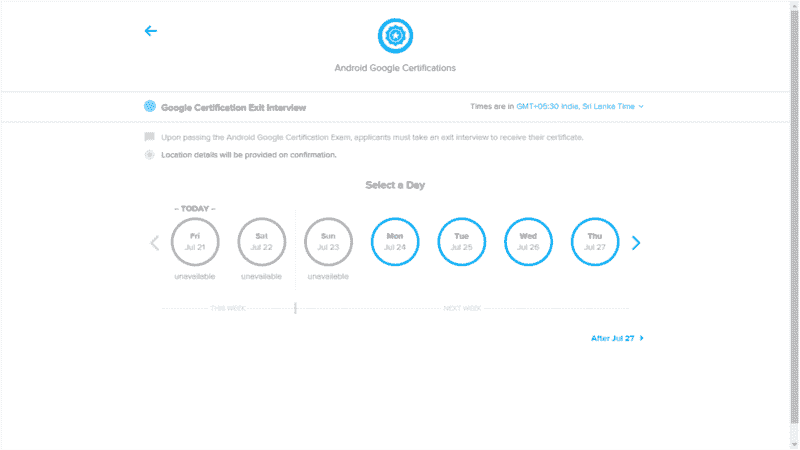 Android Google Certifications
Google Certification Exit Interview
Times are in GMT+05:30 India, Sri Lanka Time
Upon passing the Android Google Certification Exam, applicants must take an exit interview to receive their certificate.
Location details will be provided on confirmation.
Select a Day
– TODAY –
Fri Sat Sun Mon Tue Wed Thu
Jul 21 Jul 22 Jul 23 Jul 24 Jul 25 Jul 26 Jul 27
unavailable unavailable unavailable
THIS WEEK NEXT WEEK
After Jul 27